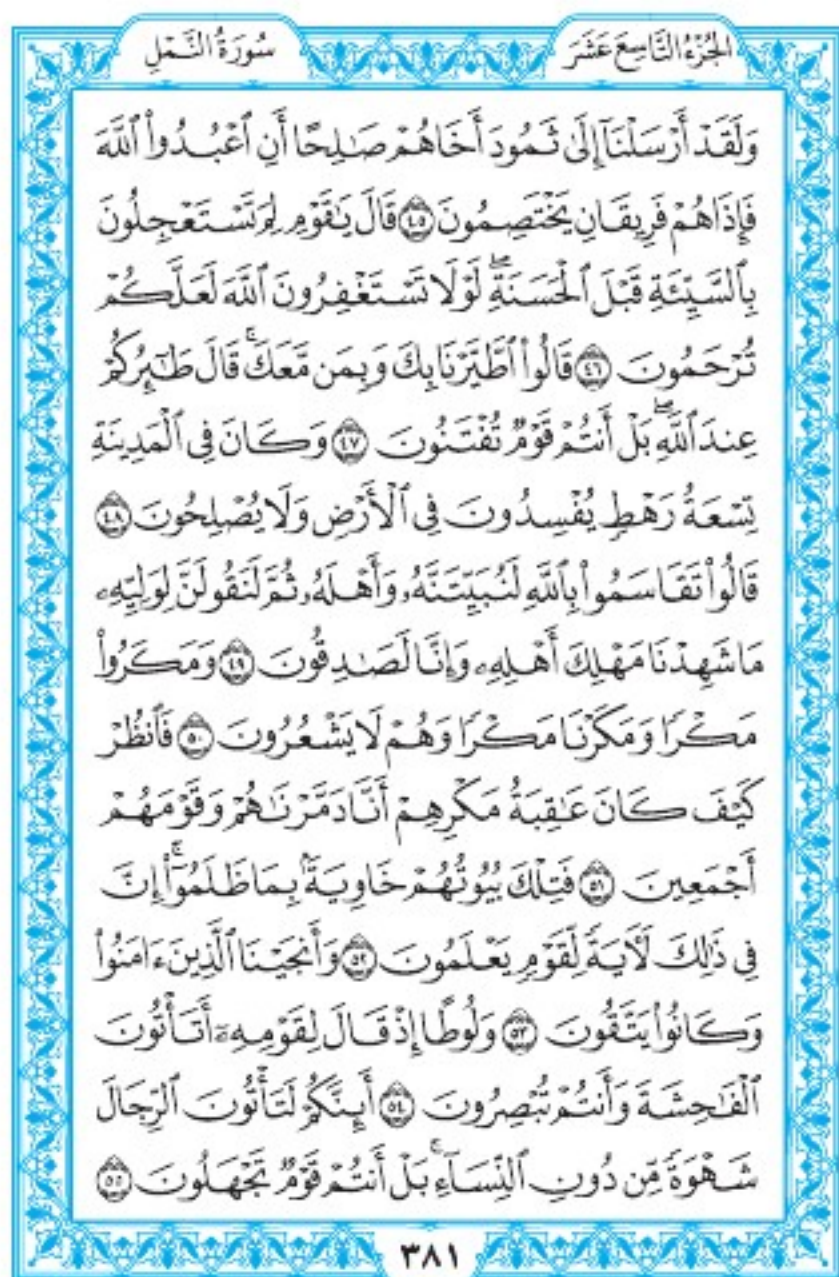 الجُزْءُ التَّاسِعَ عَشَرَ
سُورَةُ النَّمْلِ
وَلَقَدْ أَرْسَلْنَآ إِلَىٰ ثَمُودَ أَخَاهُمْ صَٰلِحًا أَنِ ٱعْبُدُوا۟ ٱللَّهَ
فَإِذَا هُمْ فَرِيقَانِ يَخْتَصِمُونَ ٤٥ قَالَ يَٰقَوْمِ لِمَ تَسْتَعْجِلُونَ
بِٱلسَّيِّئَةِ قَبْلَ ٱلْحَسَنَةِۖ لَوْلَا تَسْتَغْفِرُونَ ٱللَّهَ لَعَلَّكُمْ
تُرْحَمُونَ ٤٦ قَالُوا۟ ٱطَّيَّرْنَا بِكَ وَبِمَن مَّعَكَۚ قَالَ طَٰٓئِرُكُمْ
عِندَ ٱللَّهِۖ بَلْ أَنتُمْ قَوْمٌ تُفْتَنُونَ ٤٧ وَكَانَ فِى ٱلْمَدِينَةِ
تِسْعَةُ رَهْطٍ يُفْسِدُونَ فِى ٱلْأَرْضِ وَلَا يُصْلِحُونَ ٤٨
قَالُوا۟ تَقَاسَمُوا۟ بِٱللَّهِ لَنُبَيِّتَنَّهُۥ وَأَهْلَهُۥ ثُمَّ لَنَقُولَنَّ لِوَلِيِّهِۦ
مَا شَهِدْنَا مَهْلِكَ أَهْلِهِۦ وَإِنَّا لَصَٰدِقُونَ ٤٩ وَمَكَرُوا۟
مَكْرًا وَمَكَرْنَا مَكْرًا وَهُمْ لَا يَشْعُرُونَ ٥٠ فَٱنظُرْ
كَيْفَ كَانَ عَٰقِبَةُ مَكْرِهِمْ أَنَّا دَمَّرْنَٰهُمْ وَقَوْمَهُمْ
أَجْمَعِينَ ٥١ فَتِلْكَ بُيُوتُهُمْ خَاوِيَةًۢ بِمَا ظَلَمُوٓا۟ۚ إِنَّ
فِى ذَٰلِكَ لَـَٔايَةً لِّقَوْمٍ يَعْلَمُونَ ٥٢ وَأَنجَيْنَا ٱلَّذِينَ ءَامَنُوا۟
وَكَانُوا۟ يَتَّقُونَ ٥٣ وَلُوطًا إِذْ قَالَ لِقَوْمِهِۦٓ أَتَأْتُونَ
ٱلْفَٰحِشَةَ وَأَنتُمْ تُبْصِرُونَ ٥٤ أَئِنَّكُمْ لَتَأْتُونَ ٱلرِّجَالَ
شَهْوَةً مِّن دُونِ ٱلنِّسَآءِۚ بَلْ أَنتُمْ قَوْمٌ تَجْهَلُونَ ٥٥
٣٨١